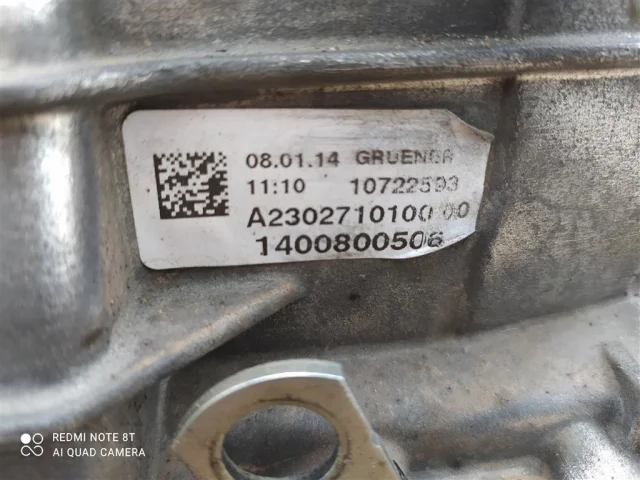 08.01.14 GRUENER
11:10 10722593
A2302710100 00
1400800506
REDMI NOTE 8T
AI QUAD CAMERA